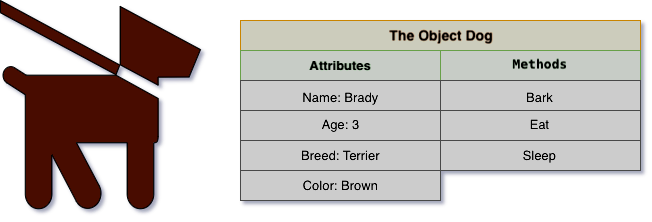 The Object Dog
Attributes Methods
Name: Brady Bark
Age: 3 Eat
Breed: Terrier Sleep
Color: Brown